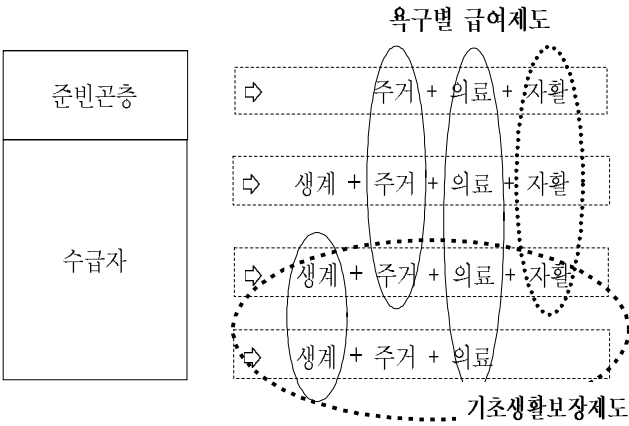 욕구별 급여제도
준빈곤층
⇨ 주거 + 의료 + 자활
⇨ 생계 + 주거 + 의료 + 자활
수급자
⇨ 생계 + 주거 + 의료 + 자활
⇨ 생계 + 주거 + 의료
기초생활보장제도